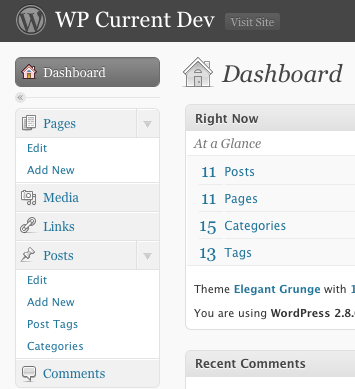 WP Current Dev Visit Site
Dashboard
«
Pages
Edit
Add New
Media
Links
Posts
Edit
Add New
Post Tags
Categories
Comments
Dashboard
Right Now
At a Glance
11 Posts
11 Pages
15 Categories
13 Tags
Theme Elegant Grunge with 1
You are using WordPress 2.8.
Recent Comments